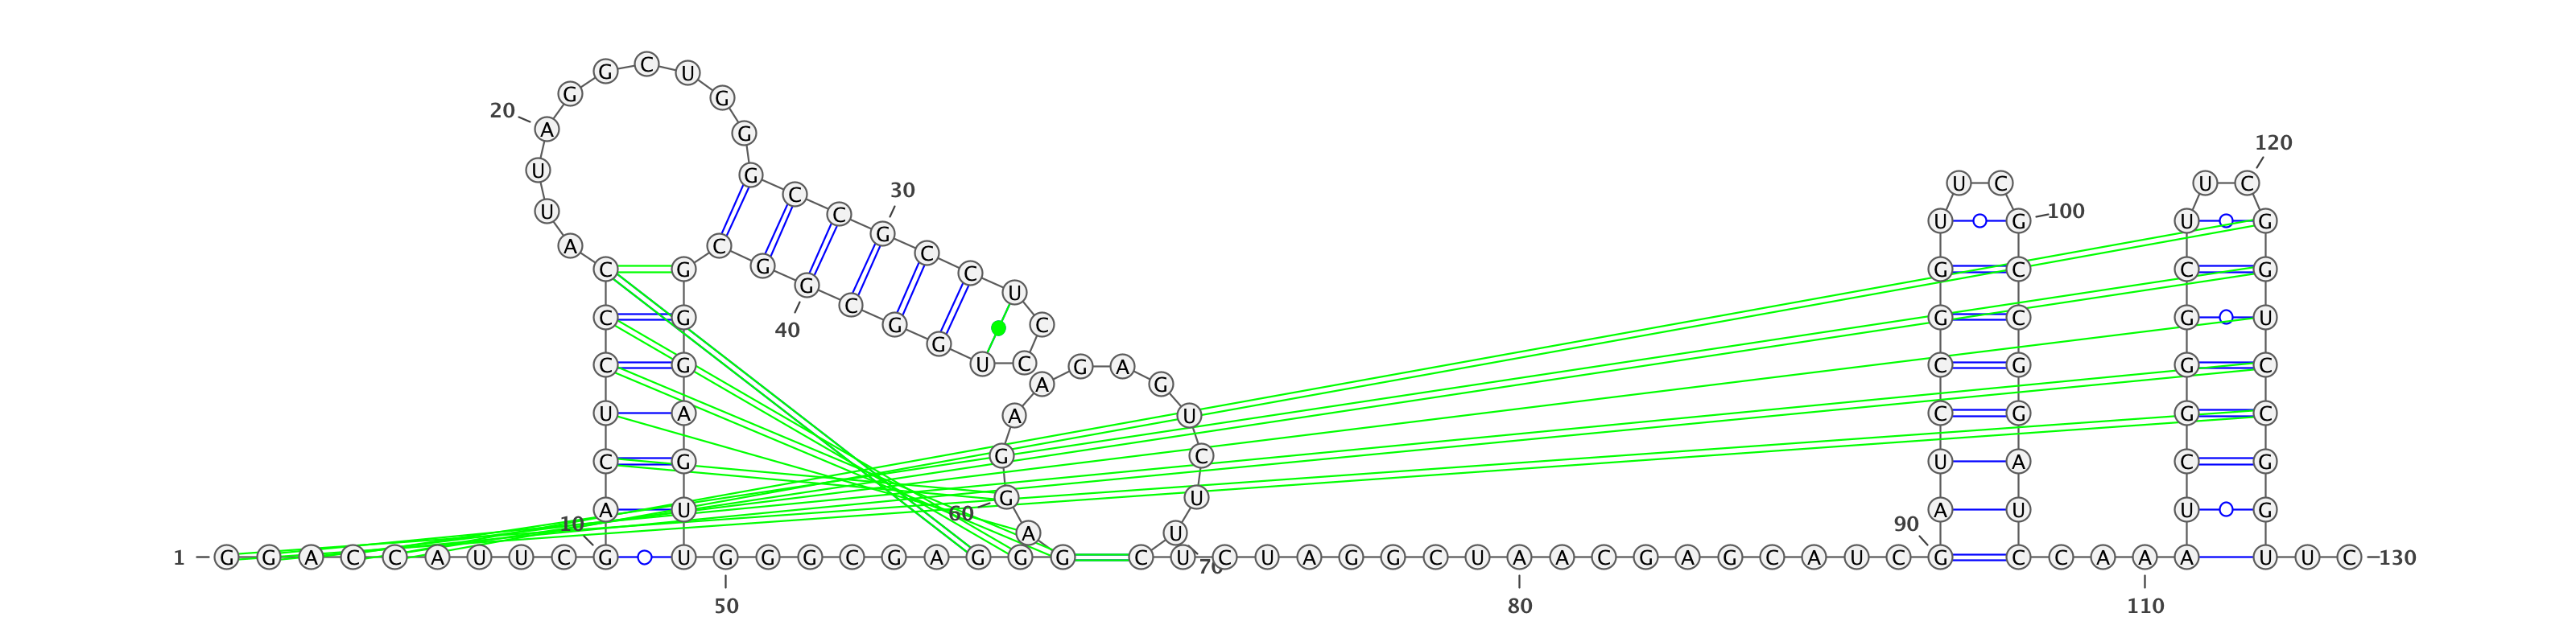 1
G G A C C A U U C G
10
A C U C C C A U U A
20
G G C U G G G C C G
30
C C U C C U G G C G
40
G C G G G A G U U G
50
G G C G A G G G A G
60
G A A G A G U C U U
70
C U C U A G G C U A
80
A C G A G C A U C G
90
A U C C G G U U C G
100
C C G G A U C C A A
110
A U C G G G C U U C
120
G G U C C G G U U C
130